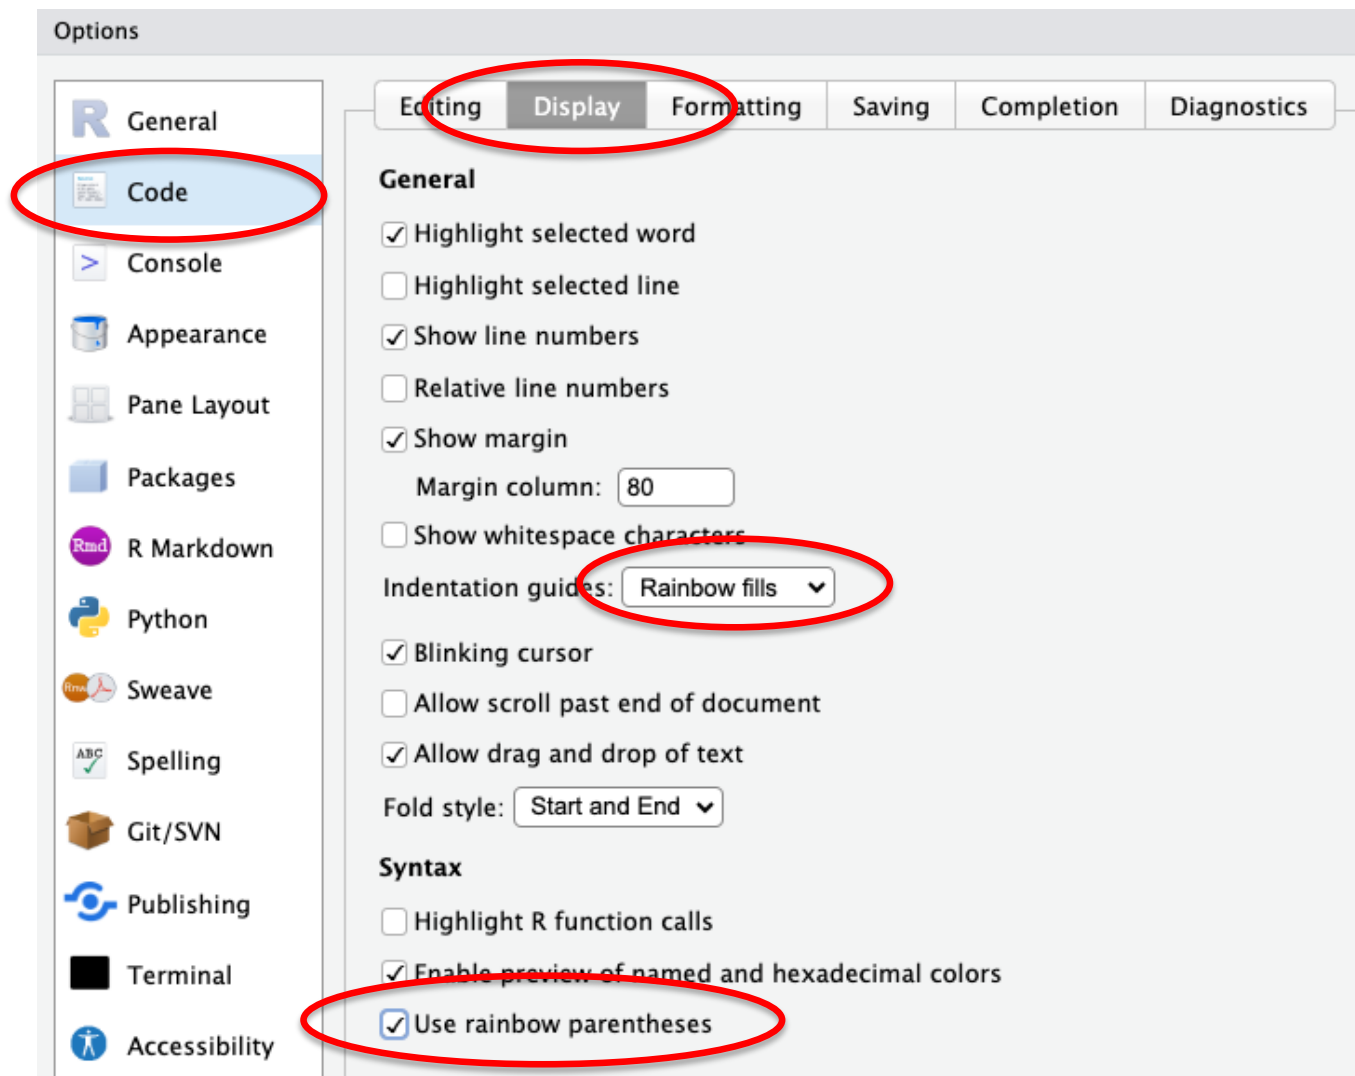 Options
General
Code
Console
Appearance
Pane Layout
Packages
Rmd R Markdown
Python
Rnw Sweave
ABC Spelling
Git/SVN
Publishing
Terminal
Accessibility
Editing Display Formatting Saving Completion Diagnostics
General
Highlight selected word
Highlight selected line
Show line numbers
Relative line numbers
Show margin
Margin column: 80
Show whitespace characters
Indentation guides: Rainbow fills
Blinking cursor
Allow scroll past end of document
Allow drag and drop of text
Fold style: Start and End
Syntax
Highlight R function calls
Enable preview of named and hexadecimal colors
Use rainbow parentheses